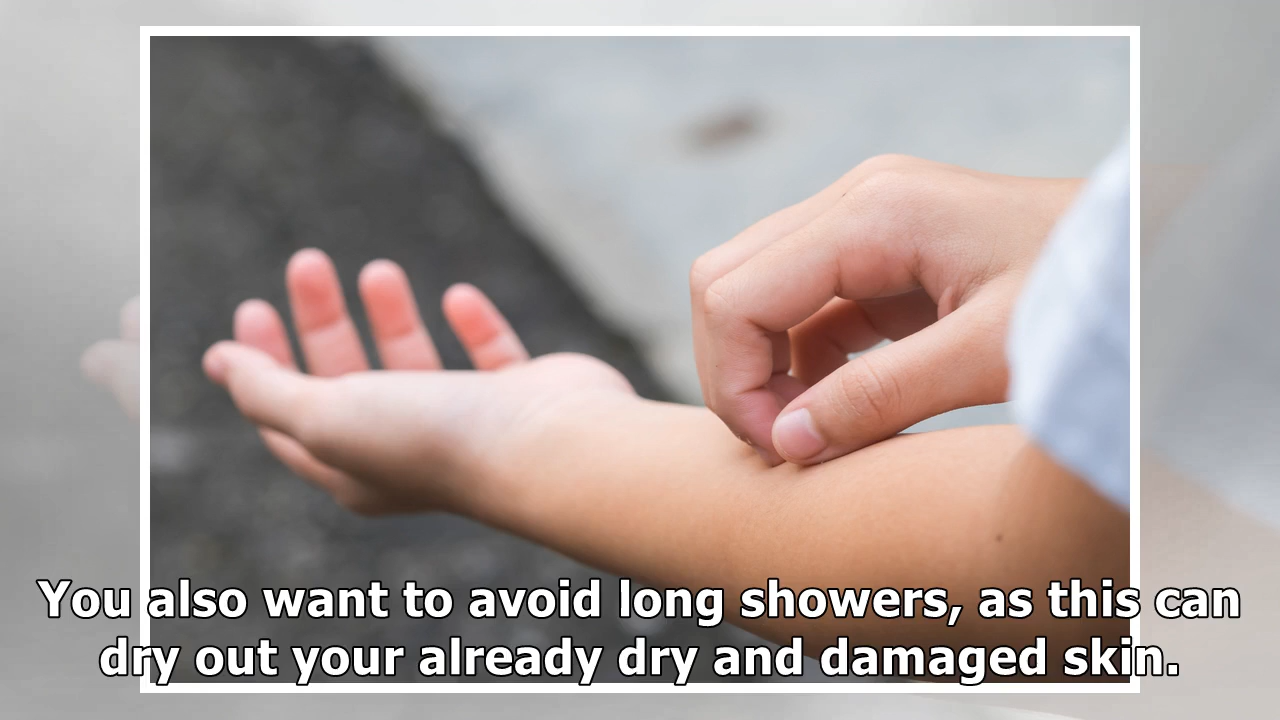 You also want to avoid long showers, as this can
dry out your already dry and damaged skin.